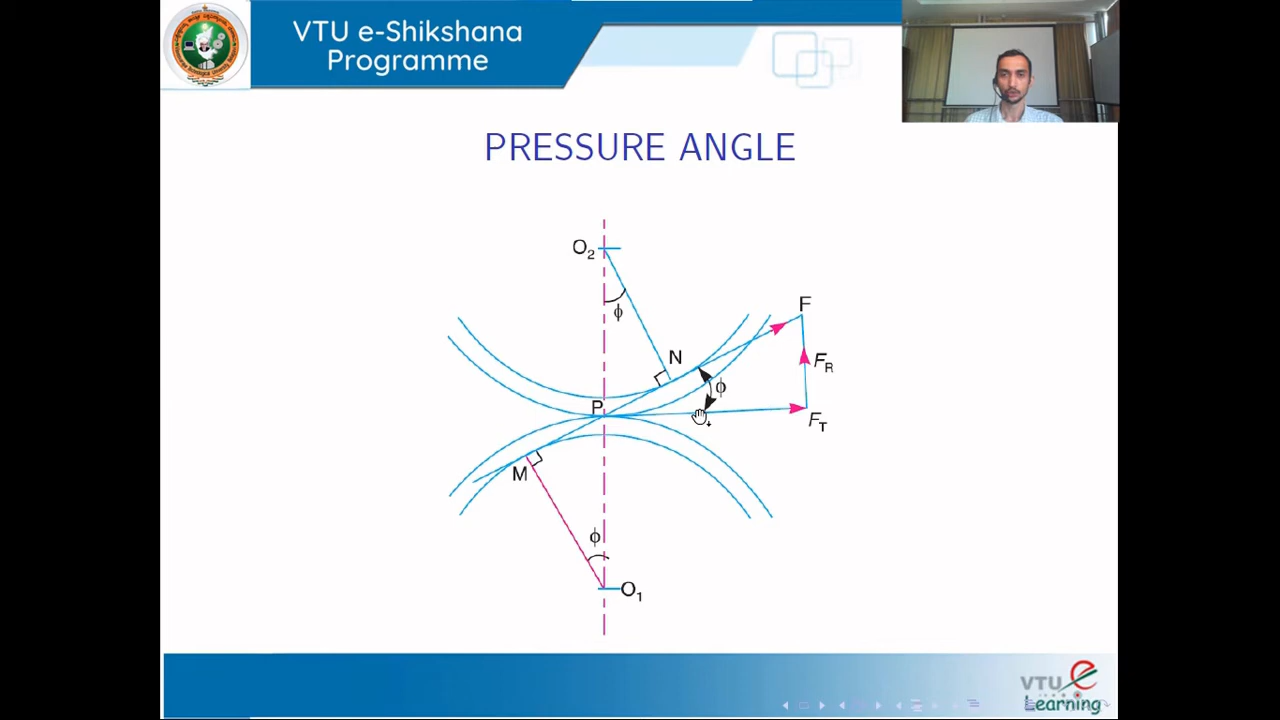 VTU e-Shikshana
Programme
PRESSURE ANGLE
O2
ϕ
F
N
FR
ϕ
P
FT
M
ϕ
O1
VTU e
Learning